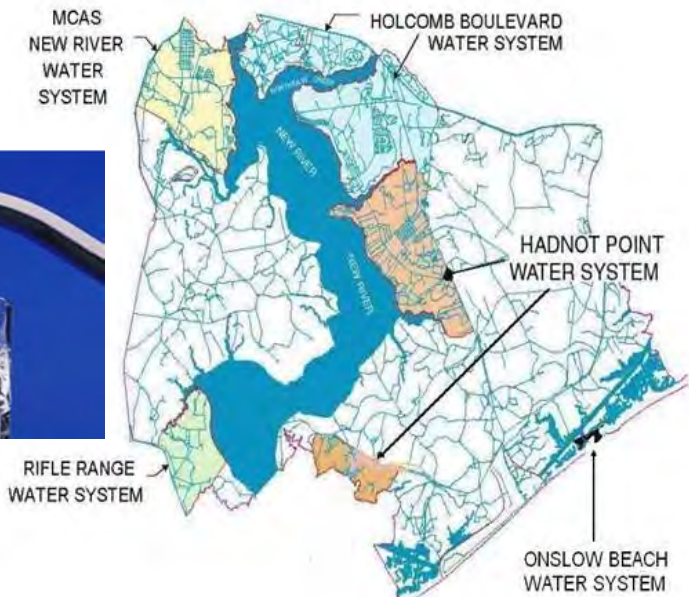 MCAS
NEW RIVER
WATER
SYSTEM
HOLCOMB BOULEVARD
WATER SYSTEM
NEW RIVER
NEW RIVER
HADNOT POINT
WATER SYSTEM
RIFLE RANGE
WATER SYSTEM
ONSLOW BEACH
WATER SYSTEM